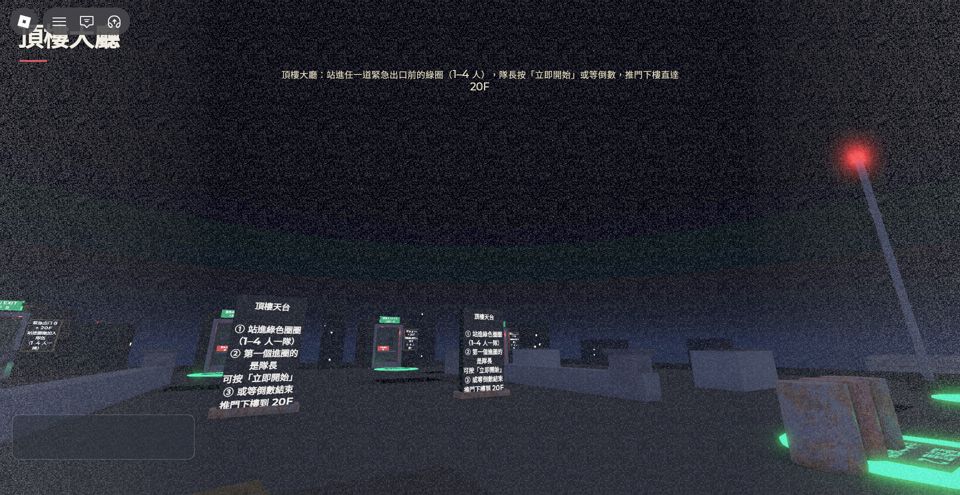 頂樓大廳
頂樓大廳：站進任一道緊急出口前的綠圈（1–4 人），隊長按「立即開始」或等倒數，推門下樓直達
20F
頂樓天台
① 站進綠色圈圈
（1–4 人一隊）
② 第一個進圈的
是隊長
可按「立即開始」
③ 或等倒數結束
推門下樓到 20F
頂樓天台
① 站進綠色圈圈
（1–4 人一隊）
② 第一個進圈的
是隊長
可按「立即開始」
③ 或等倒數結束
推門下樓到 20F
EXIT